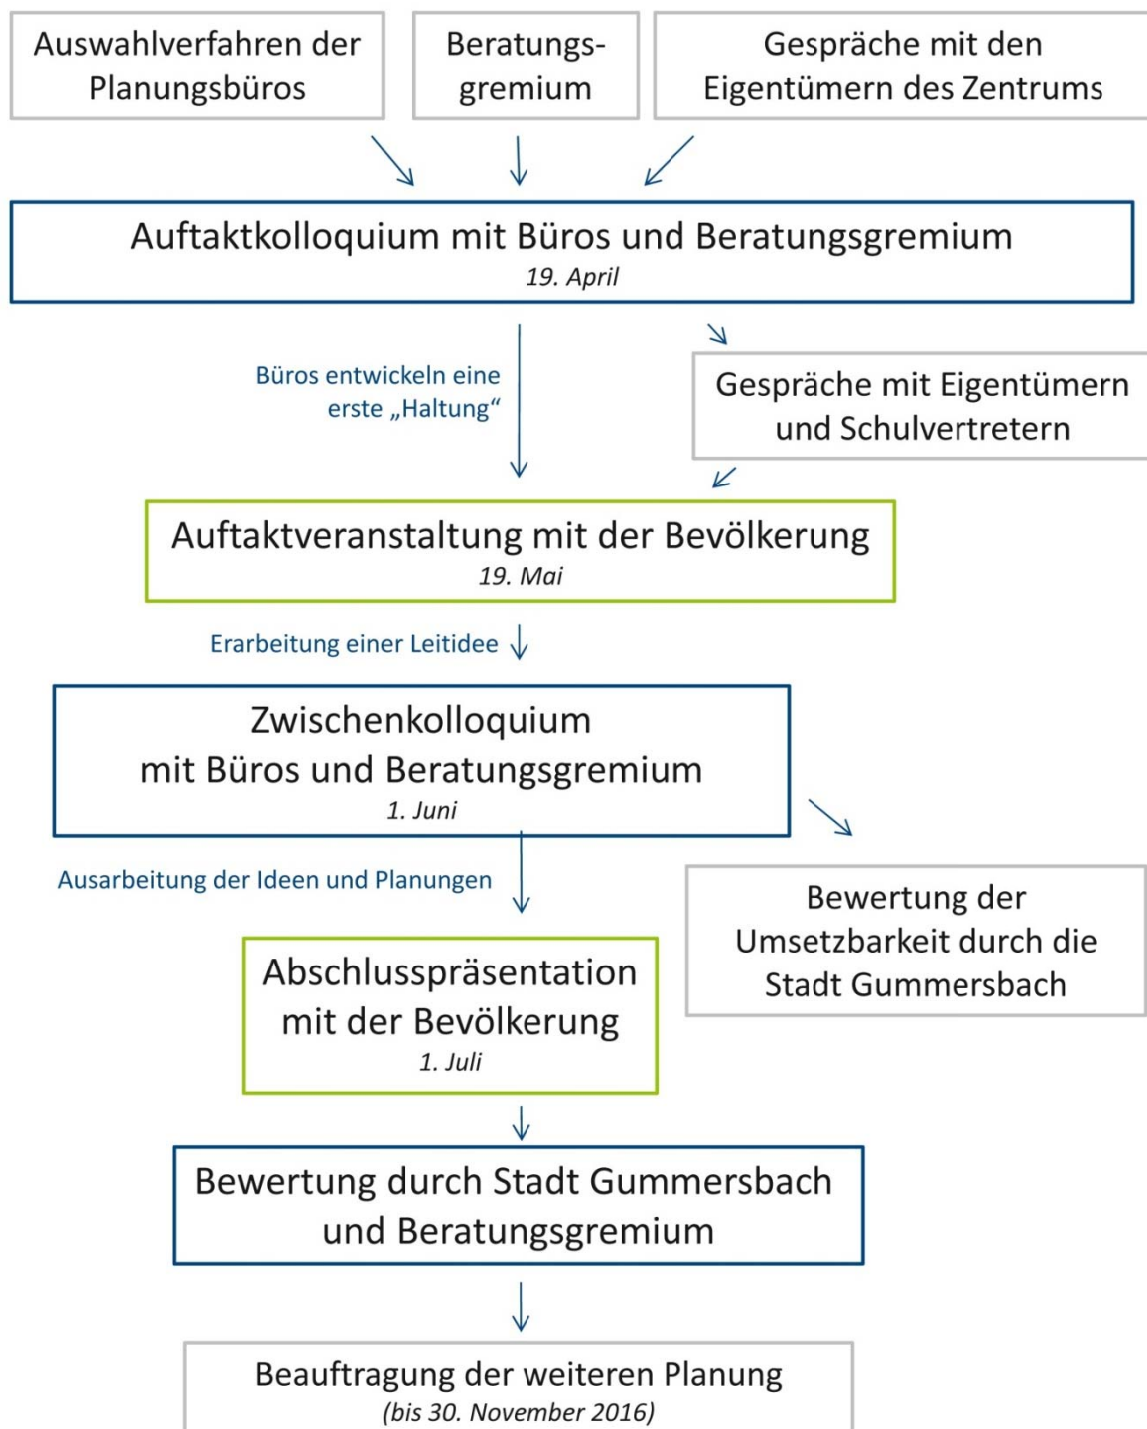 Auswahlverfahren der
Planungsbüros
Beratungs-
gremium
Gespräche mit den
Eigentümern des Zentrums
Auftaktkolloquium mit Büros und Beratungsgremium
19. April
Büros entwickeln eine
erste „Haltung“
Gespräche mit Eigentümern
und Schulvertretern
Auftaktveranstaltung mit der Bevölkerung
19. Mai
Erarbeitung einer Leitidee
Zwischenkolloquium
mit Büros und Beratungsgremium
1. Juni
Ausarbeitung der Ideen und Planungen
Bewertung der
Umsetzbarkeit durch die
Stadt Gummersbach
Abschlusspräsentation
mit der Bevölkerung
1. Juli
Bewertung durch Stadt Gummersbach
und Beratungsgremium
Beauftragung der weiteren Planung
(bis 30. November 2016)